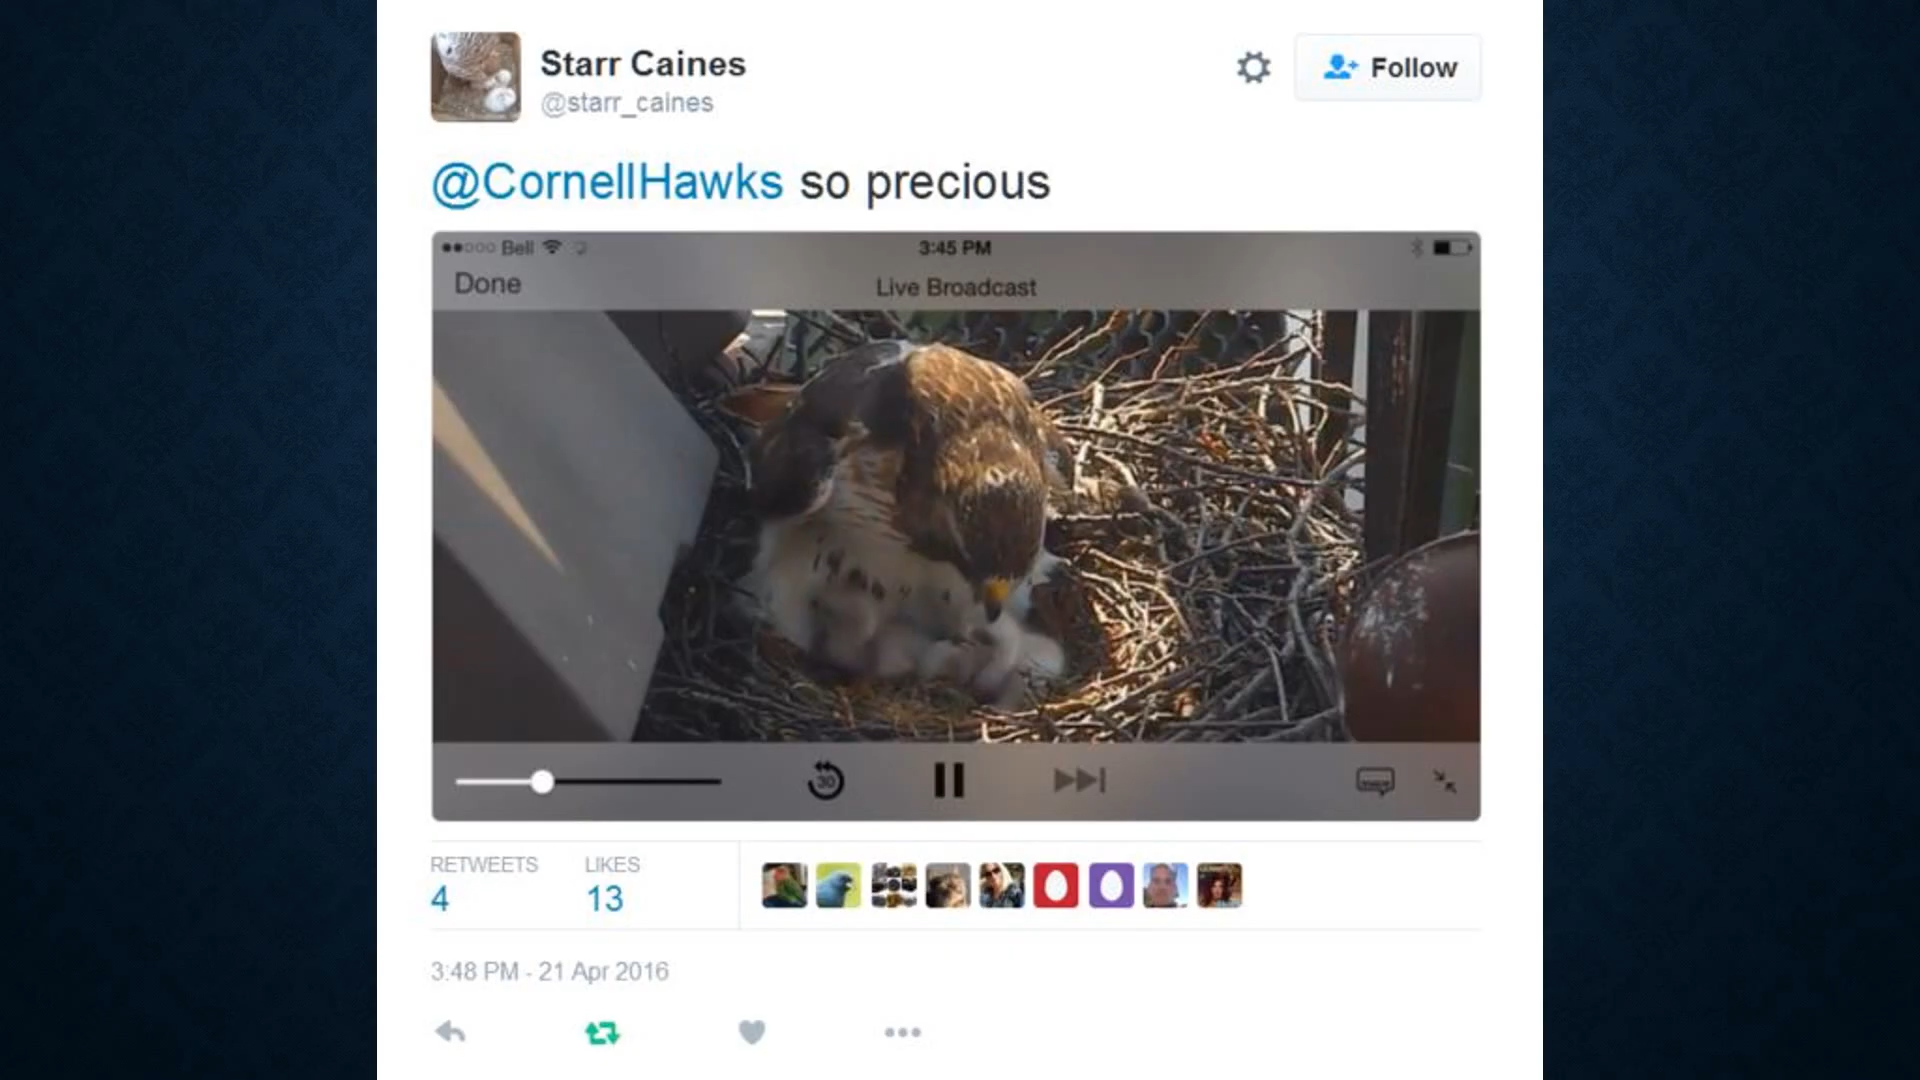 Starr Caines
@starr_caines
Follow
@CornellHawks so precious
Bell
3:45 PM
Done
Live Broadcast
30
RETWEETS
4
LIKES
13
3:48 PM - 21 Apr 2016